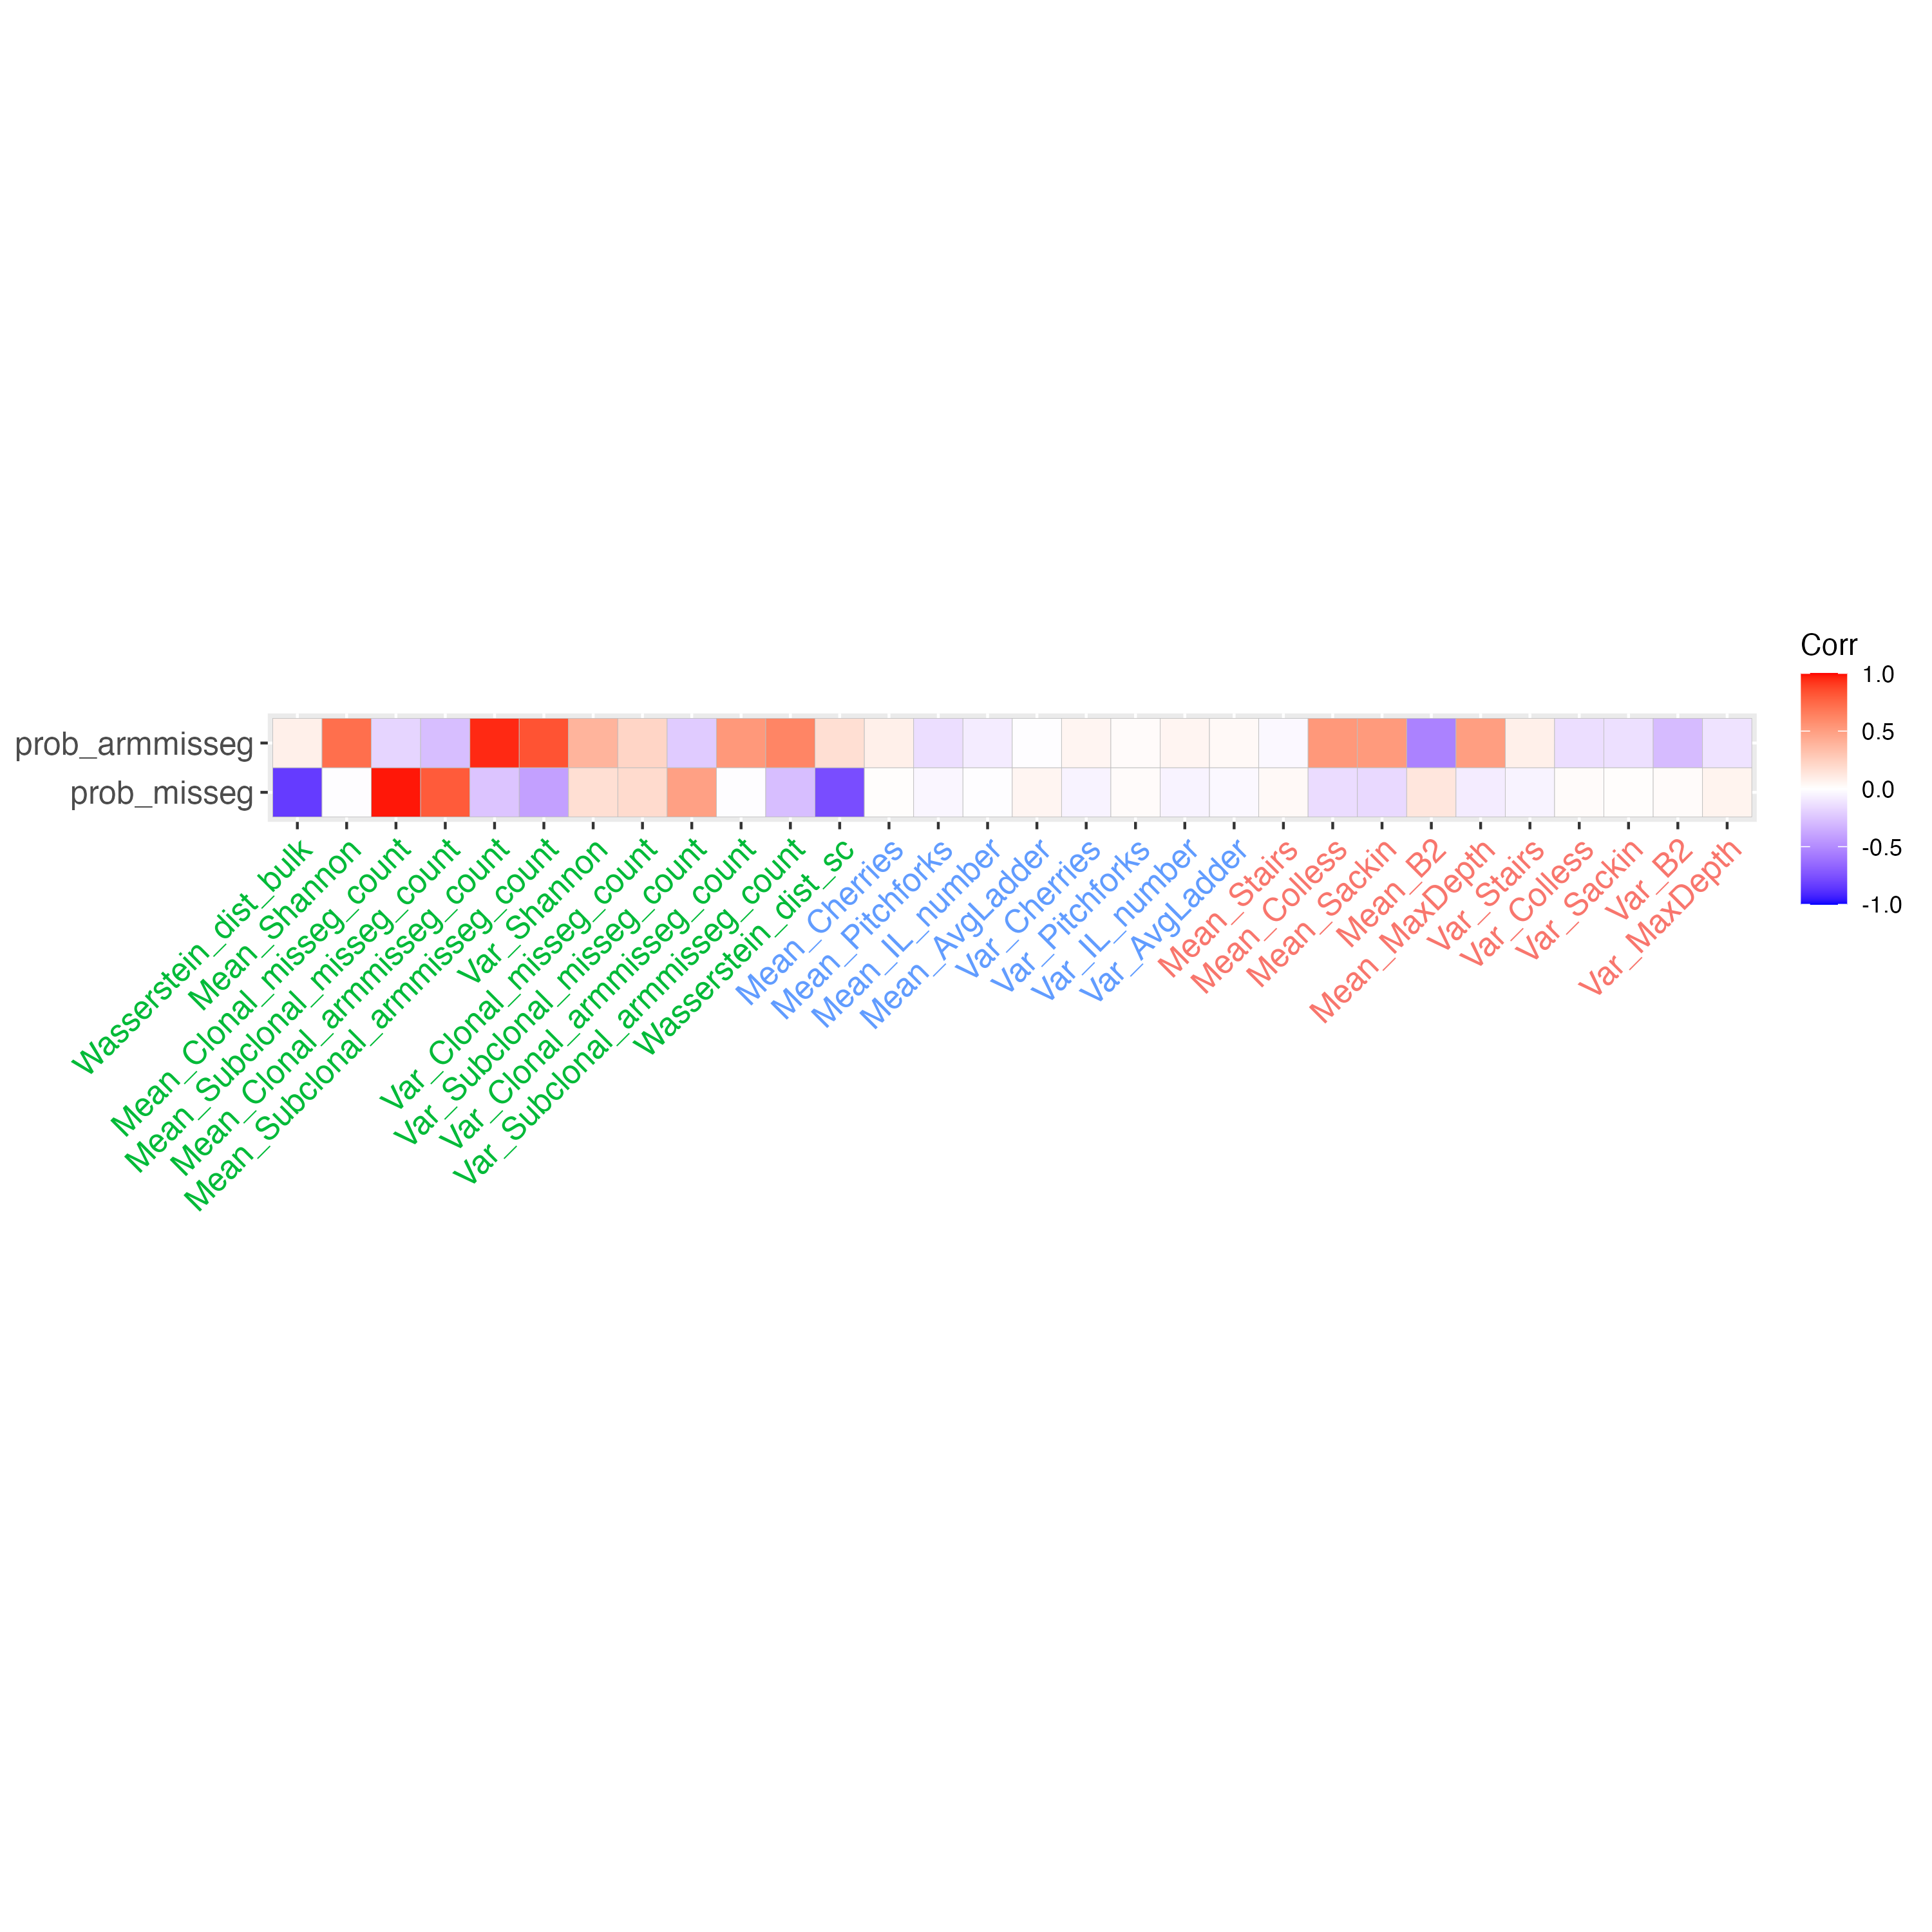 Corr
1.0
0.5
0.0
-0.5
-1.0
prob_armmisseg
prob_misseg
Wasserstein_dist_bulk
Mean_Shannon
Mean_Clonal_misseg_count
Mean_Subclonal_misseg_count
Mean_Clonal_armmisseg_count
Mean_Subclonal_armmisseg_count
Var_Shannon
Var_Clonal_misseg_count
Var_Subclonal_misseg_count
Var_Clonal_armmisseg_count
Var_Subclonal_armmisseg_count
Wasserstein_dist_sc
Mean_Cherries
Mean_Pitchforks
Mean_IL_number
Mean_AvgLadder
Var_Cherries
Var_Pitchforks
Var_IL_number
Var_AvgLadder
Mean_Stairs
Mean_Colless
Mean_Sackin
Mean_B2
Mean_MaxDepth
Var_Stairs
Var_Colless
Var_Sackin
Var_B2
Var_MaxDepth